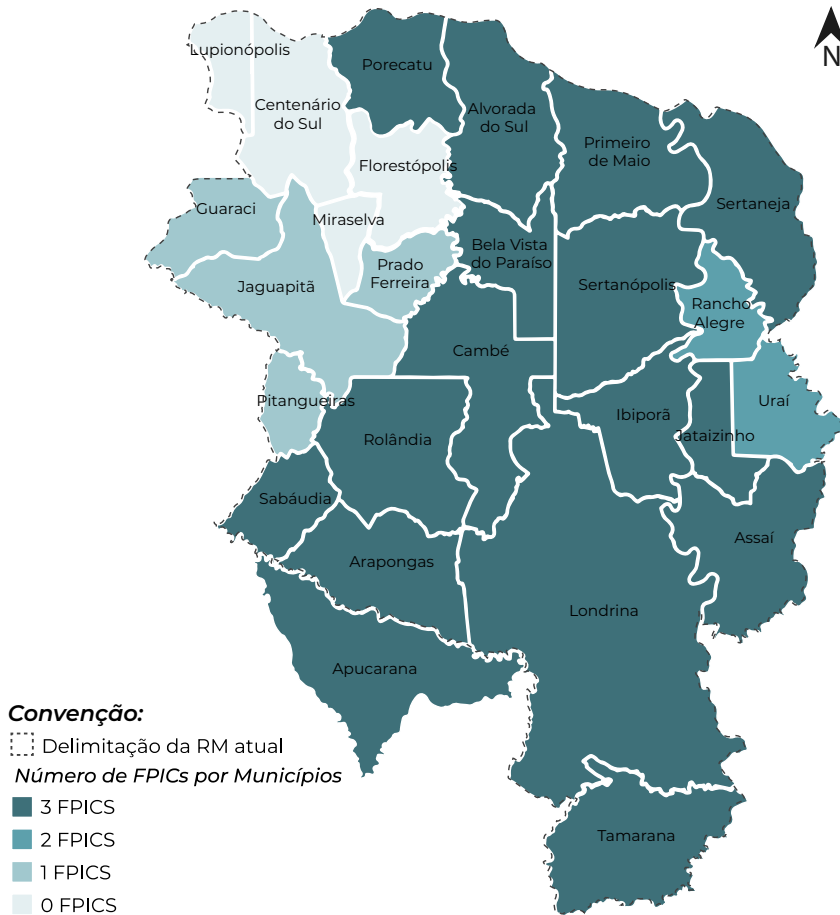 N
Lupionópolis
Porecatu
Centenário
do Sul
Alvorada
do Sul
Primeiro
de Maio
Florestópolis
Sertaneja
Guaraci
Miraselva
Bela Vista
do Paraíso
Prado
Ferreira
Jaguapitã
Sertanópolis
Rancho
Alegre
Cambé
Pitangueiras
Uraí
Ibiporã
Rolândia
Jataizinho
Sabáudia
Assaí
Arapongas
Londrina
Apucarana
Tamarana
Convenção:
Delimitação da RM atual
Número de FPICs por Municípios
3 FPICS
2 FPICS
1 FPICS
0 FPICS